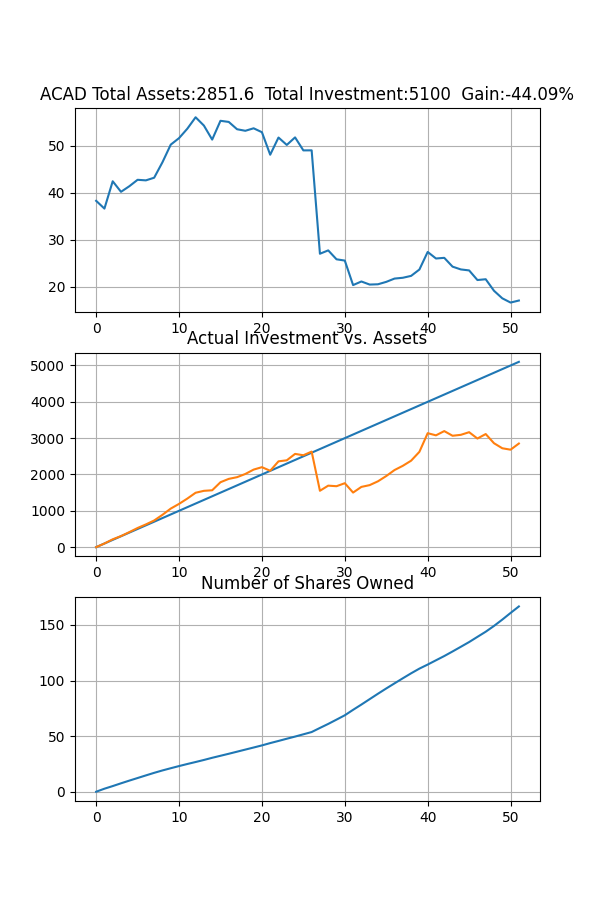 ACAD Total Assets:2851.6  Total Investment:5100  Gain:-44.09%
50
40
30
20
0 10 20 30 40 50
Actual Investment vs. Assets
5000
4000
3000
2000
1000
0
0 10 20 30 40 50
Number of Shares Owned
150
100
50
0
0 10 20 30 40 50